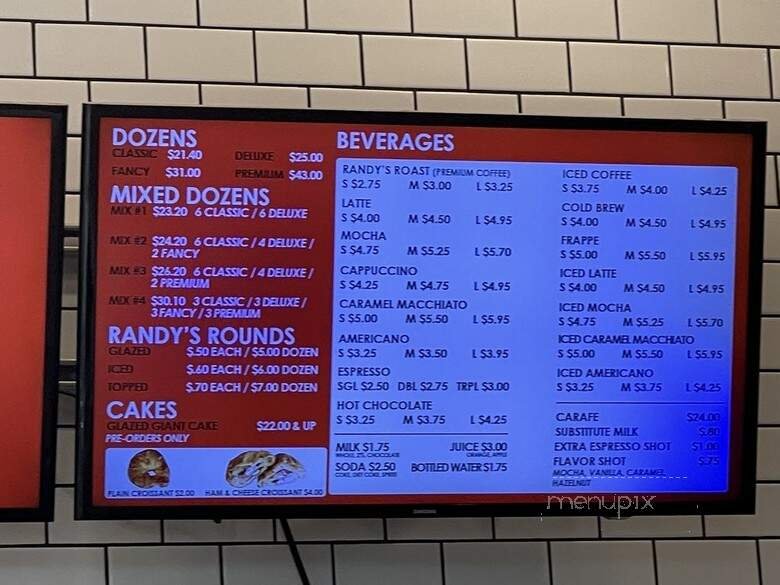 DOZENS
CLASSIC $21.40 DELUXE $25.00
FANCY $31.00 PREMIUM $43.00
MIXED DOZENS
MIX #1 $23.20 6 CLASSIC / 6 DELUXE
MIX #2 $24.20 6 CLASSIC / 4 DELUXE /
2 FANCY
MIX #3 $26.20 6 CLASSIC / 4 DELUXE /
2 PREMIUM
MIX #4 $30.10 3 CLASSIC / 3 DELUXE /
3 FANCY / 3 PREMIUM
RANDY'S ROUNDS
GLAZED $.50 EACH / $5.00 DOZEN
ICED $.60 EACH / $6.00 DOZEN
TOPPED $.70 EACH / $7.00 DOZEN
CAKES
GLAZED GIANT CAKE $22.00 & UP
PRE-ORDERS ONLY
PLAIN CROISSANT $2.00 HAM & CHEESE CROISSANT $4.00
BEVERAGES
RANDY'S ROAST (PREMIUM COFFEE)
S $2.75 M $3.00 L $3.25
LATTE
S $4.00 M $4.50 L $4.95
MOCHA
S $4.75 M $5.25 L $5.70
CAPPUCCINO
S $4.25 M $4.75 L $4.95
CARAMEL MACCHIATO
S $5.00 M $5.50 L $5.95
AMERICANO
S $3.25 M $3.50 L $3.95
ESPRESSO
SGL $2.50 DBL $2.75 TRPL $3.00
HOT CHOCOLATE
S $3.25 M $3.75 L $4.25
MILK $1.75 JUICE $3.00
WHOLE, 2%, CHOCOLATE ORANGE, APPLE
SODA $2.50 BOTTLED WATER $1.75
COKE, DIET COKE, SPRITE
ICED COFFEE
S $3.75 M $4.00 L $4.25
COLD BREW
S $4.00 M $4.50 L $4.95
FRAPPE
S $5.00 M $5.50 L $5.95
ICED LATTE
S $4.00 M $4.50 L $4.95
ICED MOCHA
S $4.75 M $5.25 L $5.70
ICED CARAMEL MACCHIATO
S $5.00 M $5.50 L $5.95
ICED AMERICANO
S $3.25 M $3.75 L $4.25
CARAFE $24.00
SUBSTITUTE MILK $.80
EXTRA ESPRESSO SHOT $1.00
FLAVOR SHOT $.75
MOCHA, VANILLA, CARAMEL,
HAZELNUT
menupix
SAMSUNG